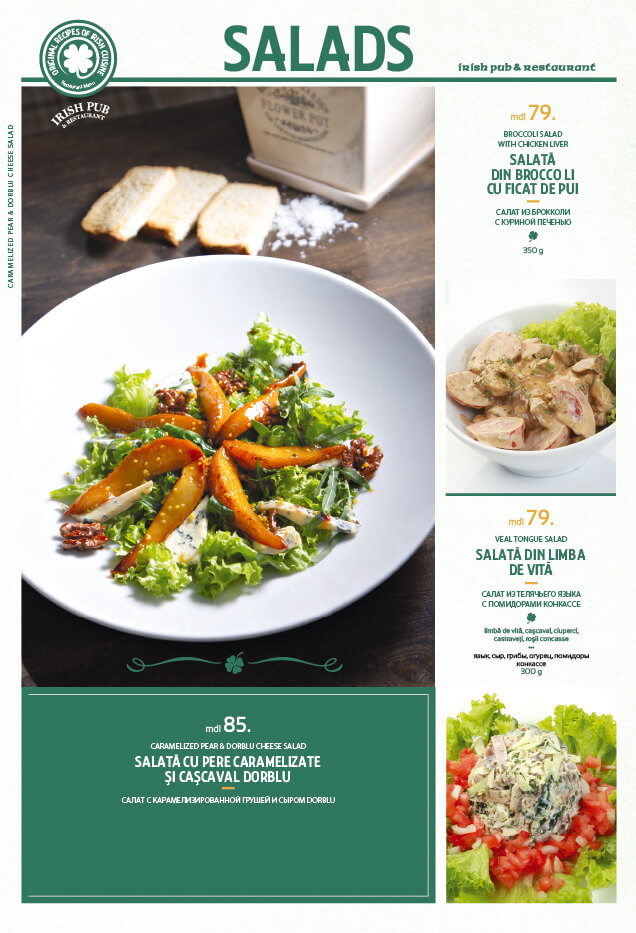 ORIGINAL RECIPES OF IRISH CUISINE
Restaurant Menu
IRISH PUB
& RESTAURANT
SALADS
irish pub & restaurant
CARAMELIZED PEAR & DORBLU CHEESE SALAD
FLOWER POT
mdl 79.
BROCCOLI SALAD
WITH CHICKEN LIVER
SALATĂ
DIN BROCCO LI
CU FICAT DE PUI
САЛАТ ИЗ БРОККОЛИ
С КУРИНОЙ ПЕЧЕНЬЮ
350 g
mdl 79.
VEAL TONGUE SALAD
SALATĂ DIN LIMBA
DE VITĂ
САЛАТ ИЗ ТЕЛЯЧЬЕГО ЯЗЫКА
С ПОМИДОРАМИ КОНКАССЕ
limbă de vită, cașcaval, ciuperci,
castraveți, roșii concasse
язык, сыр, грибы, огурец, помидоры
конкассе
300 g
mdl 85.
CARAMELIZED PEAR & DORBLU CHEESE SALAD
SALATĂ CU PERE CARAMELIZATE
ȘI CAȘCAVAL DORBLU
САЛАТ С КАРАМЕЛИЗИРОВАННОЙ ГРУШЕЙ И СЫРОМ DORBLU